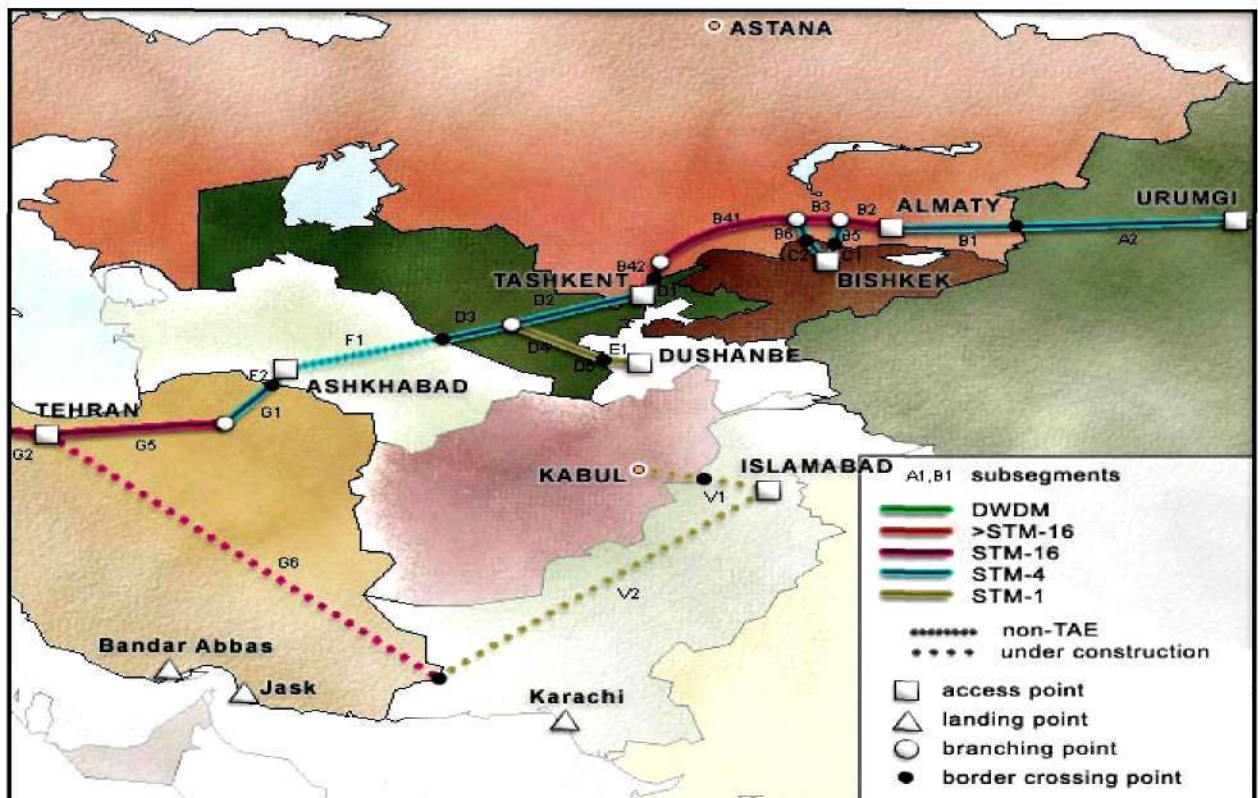 ASTANA
URUMGI
ALMATY
B3
B2
B41
B6
B5
B1
A2
C2
C1
B42
BISHKEK
TASHKENT
D1
D2
D3
D4
E1
D5
DUSHANBE
F1
F2
ASHKHABAD
G1
TEHRAN
G5
G2
KABUL
ISLAMABAD
V1
G6
V2
Bandar Abbas
Jask
Karachi
A1,B1 subsegments
DWDM
>STM-16
STM-16
STM-4
STM-1
non-TAE
under construction
access point
landing point
branching point
border crossing point